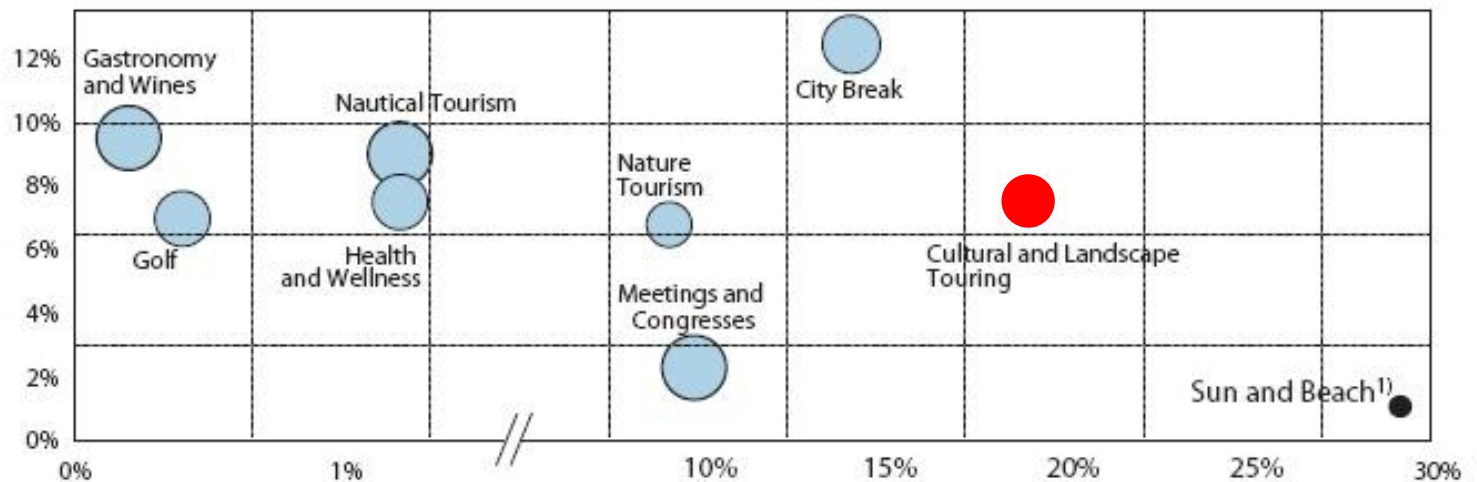 12%
10%
8%
6%
4%
2%
0%
Gastronomy
and Wines
Golf
Nautical Tourism
Health
and Wellness
Nature
Tourism
Meetings and
Congresses
City Break
Cultural and Landscape
Touring
Sun and Beach¹⁾
0%
1%
10%
15%
20%
25%
30%